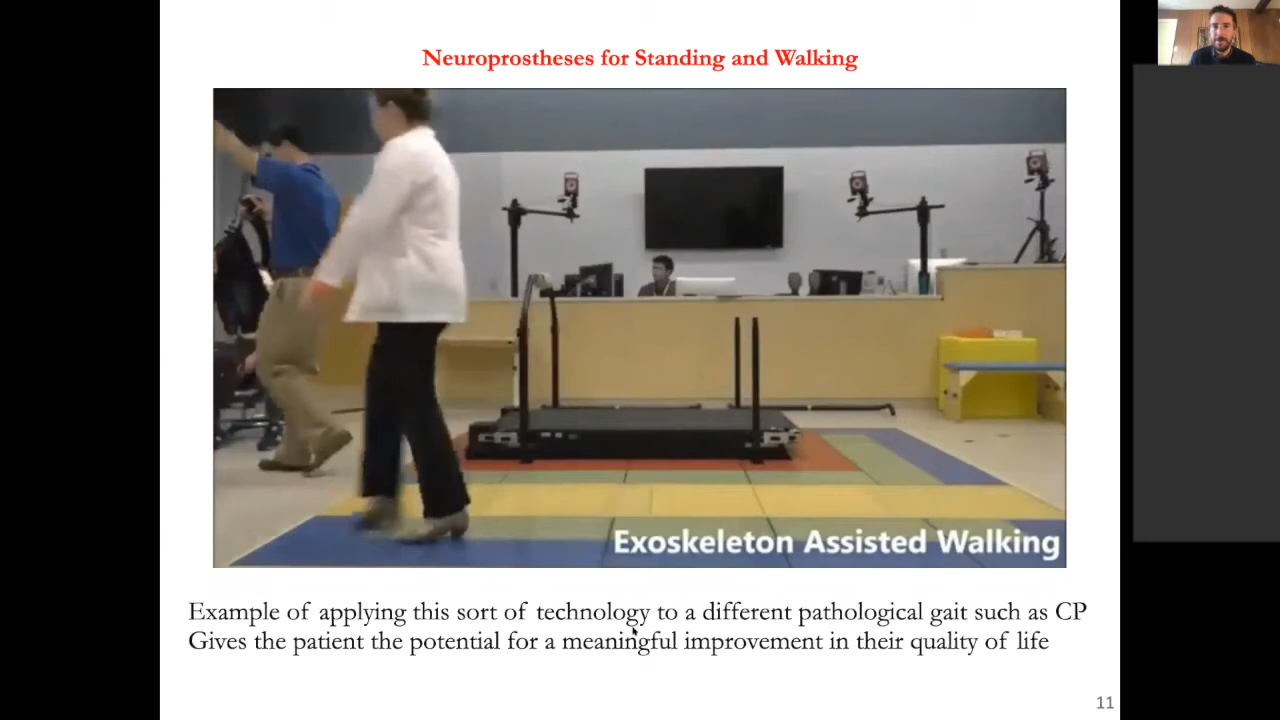 Neuroprostheses for Standing and Walking
Exoskeleton Assisted Walking
Example of applying this sort of technology to a different pathological gait such as CP
Gives the patient the potential for a meaningful improvement in their quality of life
11